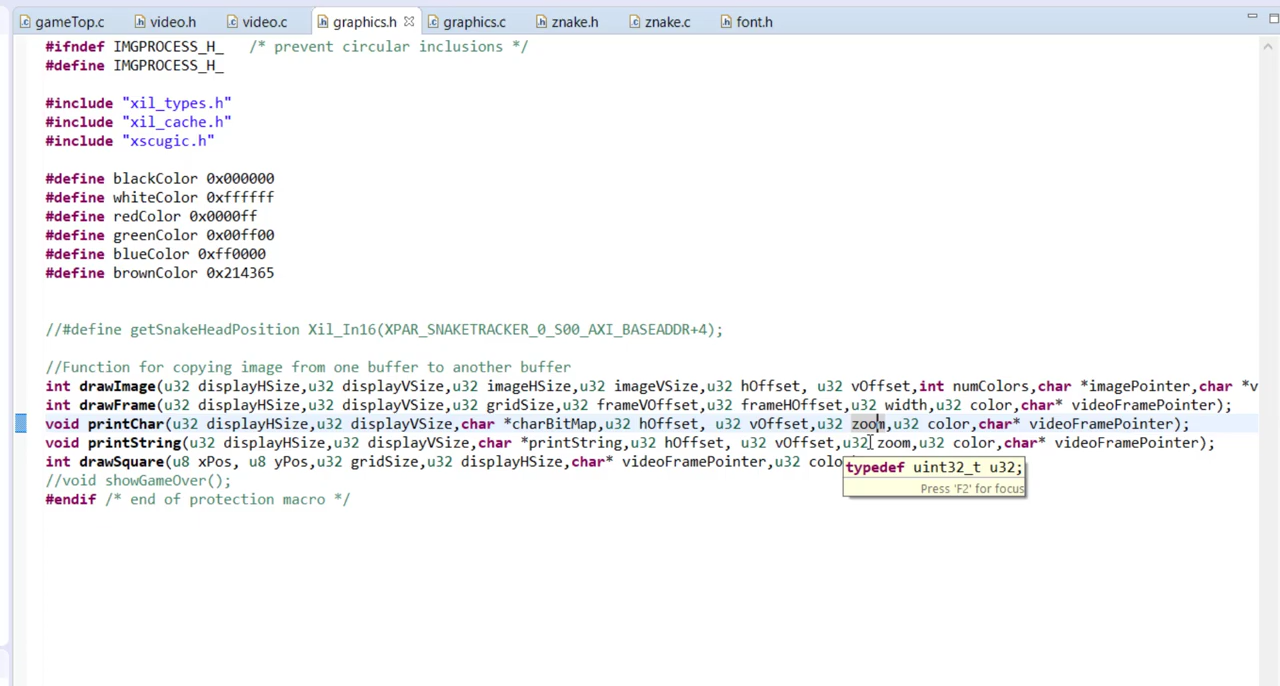 gameTop.c video.h video.c graphics.h graphics.c znake.h znake.c font.h
#ifndef IMGPROCESS_H_ /* prevent circular inclusions */
#define IMGPROCESS_H_
#include "xil_types.h"
#include "xil_cache.h"
#include "xscugic.h"
#define blackColor 0x000000
#define whiteColor 0xffffff
#define redColor 0x0000ff
#define greenColor 0x00ff00
#define blueColor 0xff0000
#define brownColor 0x214365
//#define getSnakeHeadPosition Xil_In16(XPAR_SNAKETRACKER_0_S00_AXI_BASEADDR+4);
//Function for copying image from one buffer to another buffer
int drawImage(u32 displayHSize,u32 displayVSize,u32 imageHSize,u32 imageVSize,u32 hOffset, u32 vOffset,int numColors,char *imagePointer,char *v
int drawFrame(u32 displayHSize,u32 displayVSize,u32 gridSize,u32 frameVOffset,u32 frameHOffset,u32 width,u32 color,char* videoFramePointer);
void printChar(u32 displayHSize,u32 displayVSize,char *charBitMap,u32 hOffset, u32 vOffset,u32 zoom,u32 color,char* videoFramePointer);
void printString(u32 displayHSize,u32 displayVSize,char *printString,u32 hOffset, u32 vOffset,u32 zoom,u32 color,char* videoFramePointer);
int drawSquare(u8 xPos, u8 yPos,u32 gridSize,u32 displayHSize,char* videoFramePointer,u32 colo
typedef uint32_t u32;
//void showGameOver();
Press 'F2' for focus
#endif /* end of protection macro */